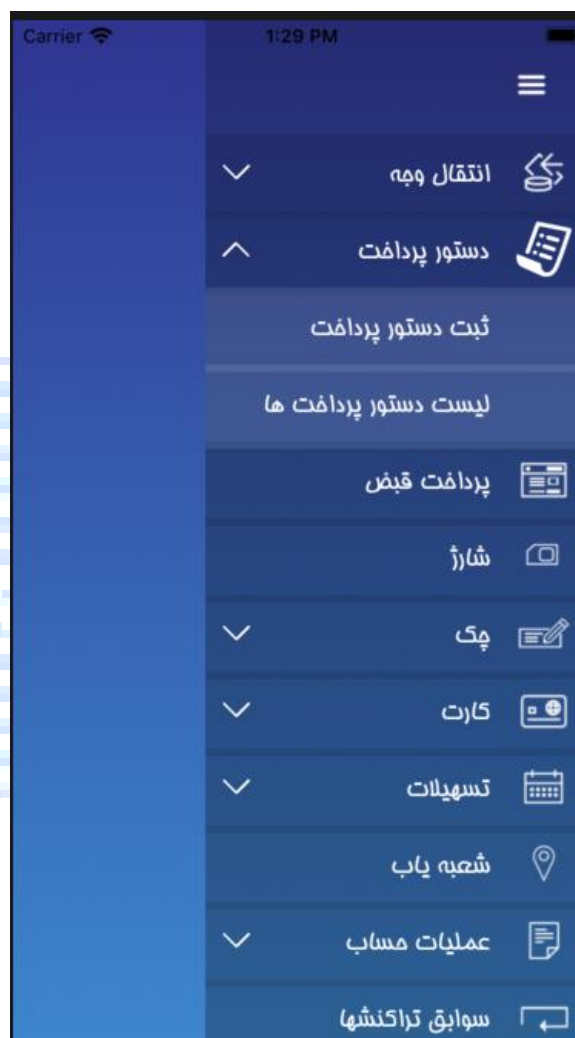 Carrier 1:29 PM
انتقال وجه
دستور پرداخت
ثبت دستور پرداخت
لیست دستور پرداخت ها
پرداخت قبض
شارژ
چک
کارت
تسهیلات
شعبه یاب
عملیات حساب
سوابق تراکنشها